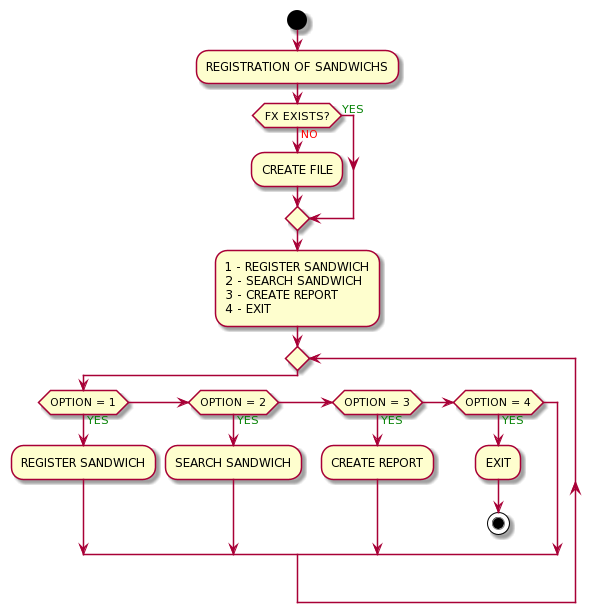 REGISTRATION OF SANDWICHS
FX EXISTS?
YES
NO
CREATE FILE
1 - REGISTER SANDWICH
2 - SEARCH SANDWICH
3 - CREATE REPORT
4 - EXIT
OPTION = 1
OPTION = 2
OPTION = 3
OPTION = 4
YES
YES
YES
YES
REGISTER SANDWICH
SEARCH SANDWICH
CREATE REPORT
EXIT